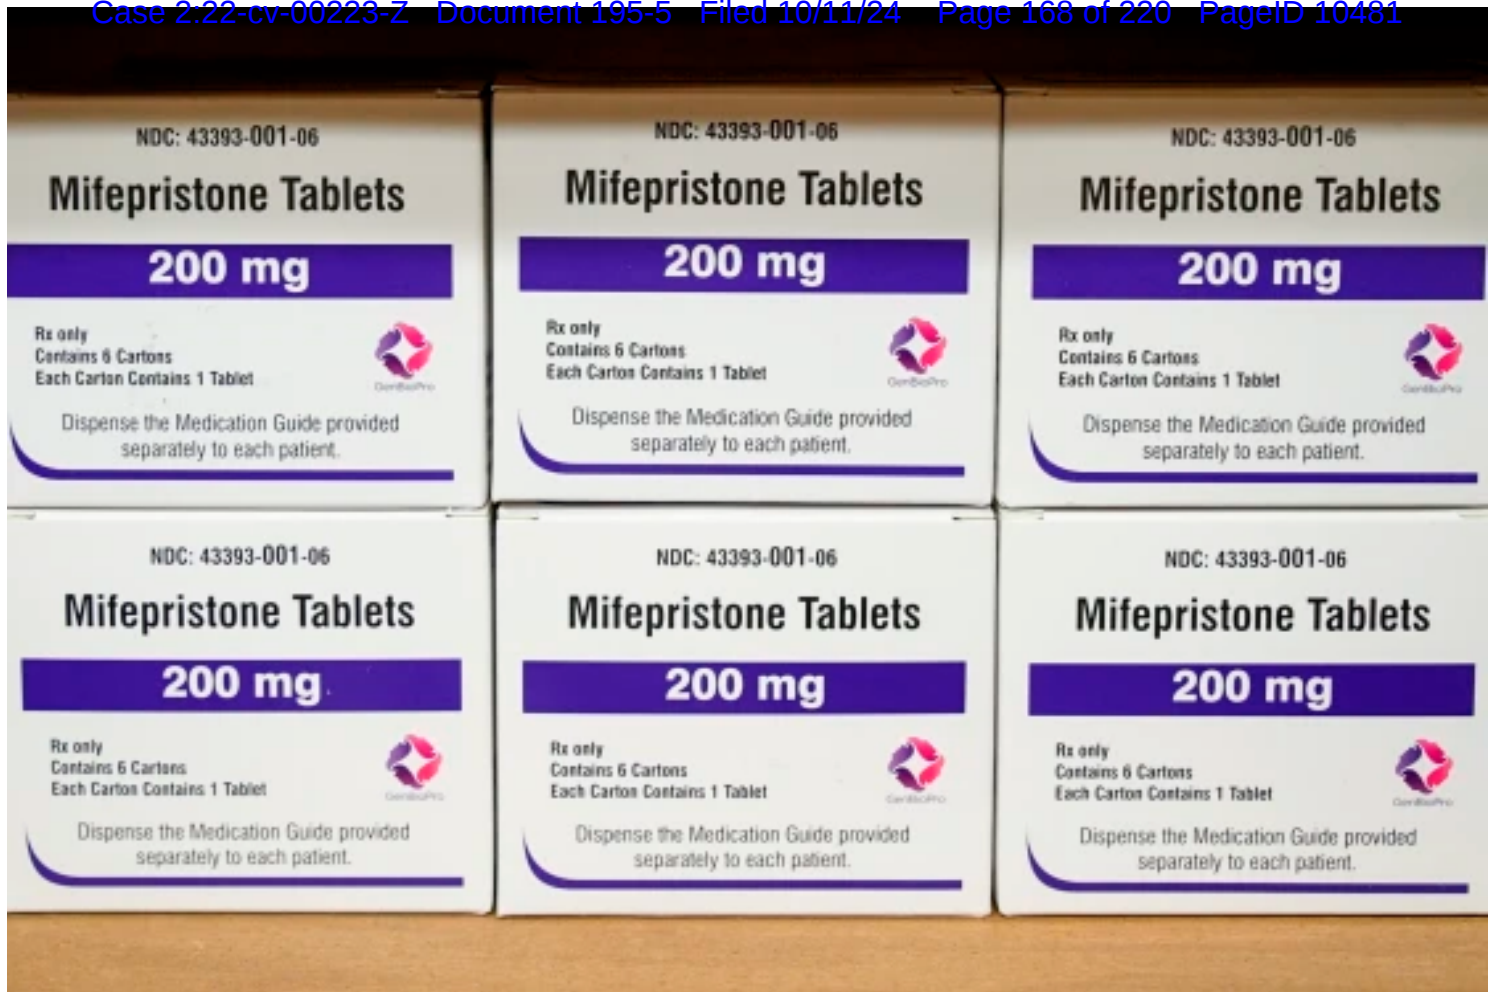 Case 2:22-cv-00223-Z Document 195-5 Filed 10/11/24 Page 168 of 220 PageID 10481
NDC: 43393-001-06
Mifepristone Tablets
200 mg
Rx only
Contains 6 Cartons
Each Carton Contains 1 Tablet
GenBioPro
Dispense the Medication Guide provided
separately to each patient.
NDC: 43393-001-06
Mifepristone Tablets
200 mg
Rx only
Contains 6 Cartons
Each Carton Contains 1 Tablet
GenBioPro
Dispense the Medication Guide provided
separately to each patient.
NDC: 43393-001-06
Mifepristone Tablets
200 mg
Rx only
Contains 6 Cartons
Each Carton Contains 1 Tablet
GenBioPro
Dispense the Medication Guide provided
separately to each patient.
NDC: 43393-001-06
Mifepristone Tablets
200 mg
Rx only
Contains 6 Cartons
Each Carton Contains 1 Tablet
GenBioPro
Dispense the Medication Guide provided
separately to each patient.
NDC: 43393-001-06
Mifepristone Tablets
200 mg
Rx only
Contains 6 Cartons
Each Carton Contains 1 Tablet
GenBioPro
Dispense the Medication Guide provided
separately to each patient.
NDC: 43393-001-06
Mifepristone Tablets
200 mg
Rx only
Contains 6 Cartons
Each Carton Contains 1 Tablet
GenBioPro
Dispense the Medication Guide provided
separately to each patient.